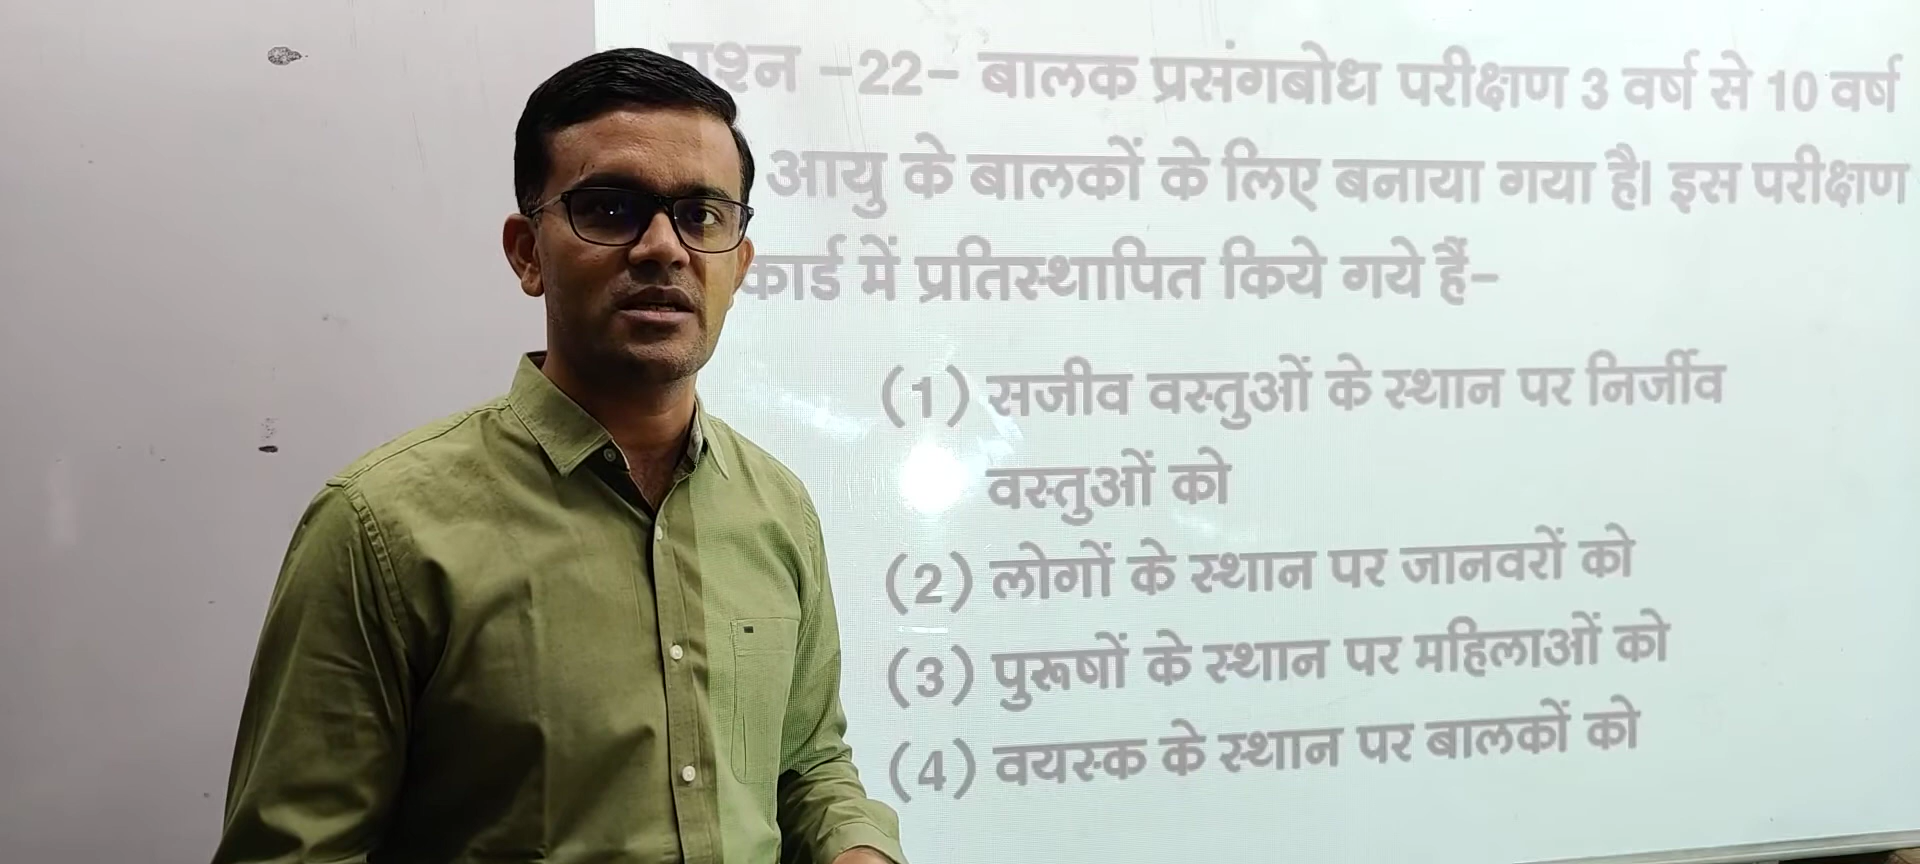 प्रश्न -22- बालक प्रसंगबोध परीक्षण 3 वर्ष से 10 वर्ष
आयु के बालकों के लिए बनाया गया है। इस परीक्षण
कार्ड में प्रतिस्थापित किये गये हैं-
(1) सजीव वस्तुओं के स्थान पर निर्जीव
वस्तुओं को
(2) लोगों के स्थान पर जानवरों को
(3) पुरूषों के स्थान पर महिलाओं को
(4) वयस्क के स्थान पर बालकों को